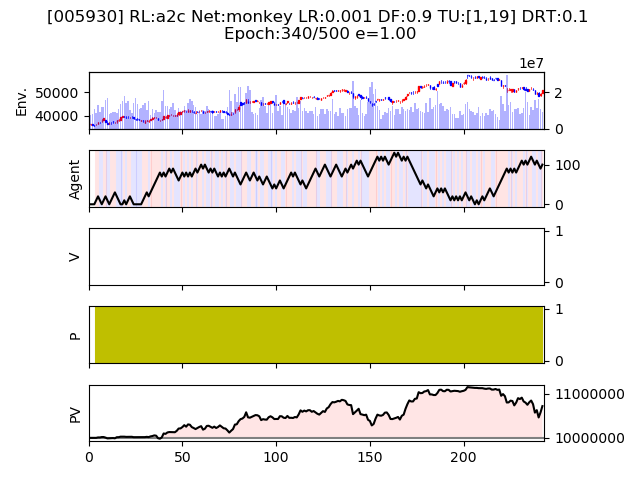 [005930] RL:a2c Net:monkey LR:0.001 DF:0.9 TU:[1,19] DRT:0.1
Epoch:340/500 e=1.00
1e7
Env.
50000
40000
2
0
Agent
100
0
V
1
0
P
1
0
PV
11000000
10000000
0
50
100
150
200